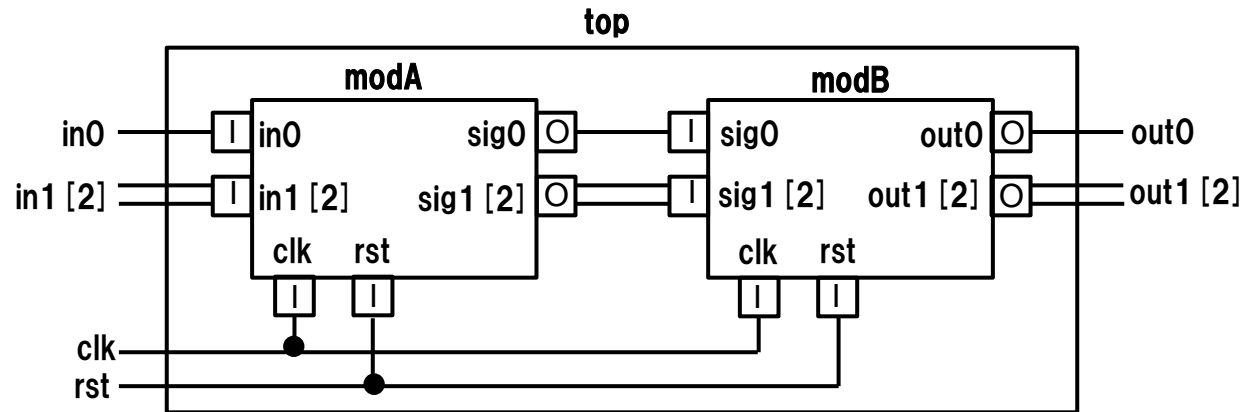 top
modA modB
in0 I in0 sig0 O I sig0 out0 O out0
in1 [2] I in1 [2] sig1 [2] O I sig1 [2] out1 [2] O out1 [2]
clk rst clk rst
I I I I
clk
rst